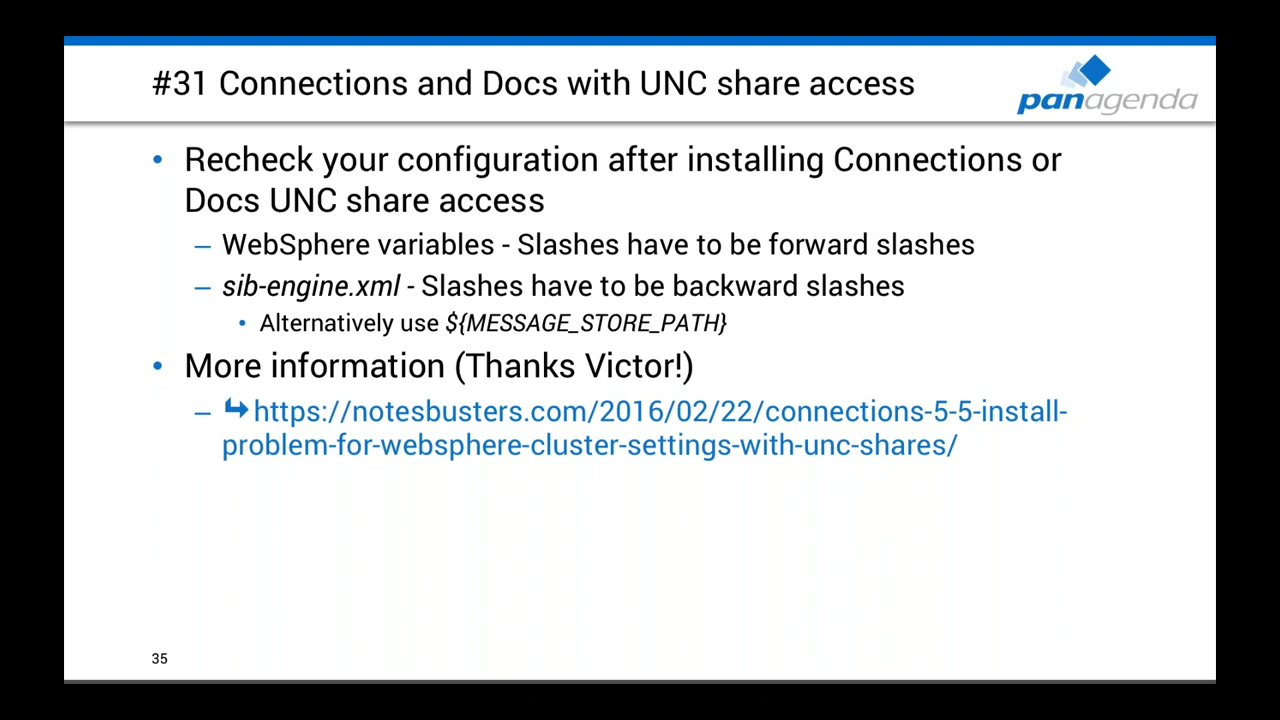 #31 Connections and Docs with UNC share access
panagenda
• Recheck your configuration after installing Connections or
Docs UNC share access
– WebSphere variables - Slashes have to be forward slashes
– sib-engine.xml - Slashes have to be backward slashes
• Alternatively use ${MESSAGE_STORE_PATH}
• More information (Thanks Victor!)
– ↳https://notesbusters.com/2016/02/22/connections-5-5-install-
problem-for-websphere-cluster-settings-with-unc-shares/
35